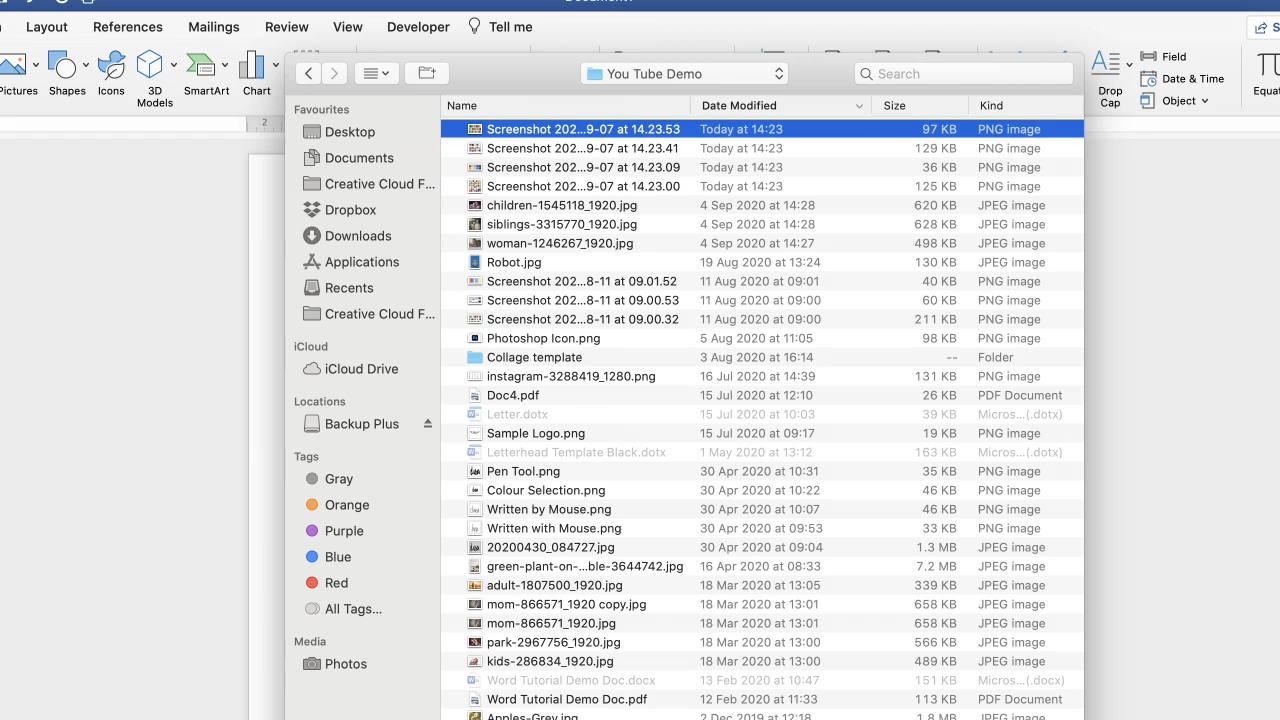 Layout References Mailings Review View Developer Tell me
Pictures Shapes Icons 3D Models SmartArt Chart
Drop Cap Field
Date & Time
Object
2
You Tube Demo Search
Favourites
Desktop
Documents
Creative Cloud F...
Dropbox
Downloads
Applications
Recents
Creative Cloud F...
iCloud
iCloud Drive
Locations
Backup Plus
Tags
Gray
Orange
Purple
Blue
Red
All Tags...
Media
Photos
Name Date Modified Size Kind
Screenshot 202...9-07 at 14.23.53 Today at 14:23 97 KB PNG image
Screenshot 202...9-07 at 14.23.41 Today at 14:23 129 KB PNG image
Screenshot 202...9-07 at 14.23.09 Today at 14:23 36 KB PNG image
Screenshot 202...9-07 at 14.23.00 Today at 14:23 125 KB PNG image
children-1545118_1920.jpg 4 Sep 2020 at 14:28 620 KB JPEG image
siblings-3315770_1920.jpg 4 Sep 2020 at 14:28 628 KB JPEG image
woman-1246267_1920.jpg 4 Sep 2020 at 14:27 498 KB JPEG image
Robot.jpg 19 Aug 2020 at 13:24 130 KB JPEG image
Screenshot 202...8-11 at 09.01.52 11 Aug 2020 at 09:01 40 KB PNG image
Screenshot 202...8-11 at 09.00.53 11 Aug 2020 at 09:00 60 KB PNG image
Screenshot 202...8-11 at 09.00.32 11 Aug 2020 at 09:00 211 KB PNG image
Photoshop Icon.png 5 Aug 2020 at 11:05 98 KB PNG image
Collage template 3 Aug 2020 at 16:14 -- Folder
instagram-3288419_1280.png 16 Jul 2020 at 14:39 131 KB PNG image
Doc4.pdf 15 Jul 2020 at 12:10 26 KB PDF Document
Letter.dotx 15 Jul 2020 at 10:03 39 KB Micros...(.dotx)
Sample Logo.png 15 Jul 2020 at 09:17 19 KB PNG image
Letterhead Template Black.dotx 1 May 2020 at 13:12 163 KB Micros...(.dotx)
Pen Tool.png 30 Apr 2020 at 10:31 35 KB PNG image
Colour Selection.png 30 Apr 2020 at 10:22 46 KB PNG image
Written by Mouse.png 30 Apr 2020 at 10:07 46 KB PNG image
Written with Mouse.png 30 Apr 2020 at 09:53 33 KB PNG image
20200430_084727.jpg 30 Apr 2020 at 09:04 1.3 MB JPEG image
green-plant-on-...ble-3644742.jpg 16 Apr 2020 at 08:33 7.2 MB JPEG image
adult-1807500_1920.jpg 18 Mar 2020 at 13:05 339 KB JPEG image
mom-866571_1920 copy.jpg 18 Mar 2020 at 13:01 658 KB JPEG image
mom-866571_1920.jpg 18 Mar 2020 at 13:01 658 KB JPEG image
park-2967756_1920.jpg 18 Mar 2020 at 13:00 566 KB JPEG image
kids-286834_1920.jpg 18 Mar 2020 at 13:00 489 KB JPEG image
Word Tutorial Demo Doc.docx 13 Feb 2020 at 10:47 151 KB Micros...(.docx)
Word Tutorial Demo Doc.pdf 12 Feb 2020 at 11:33 113 KB PDF Document
Apples-Grey.jpg 2 Dec 2019 at 12:18 1.8 MB JPEG image